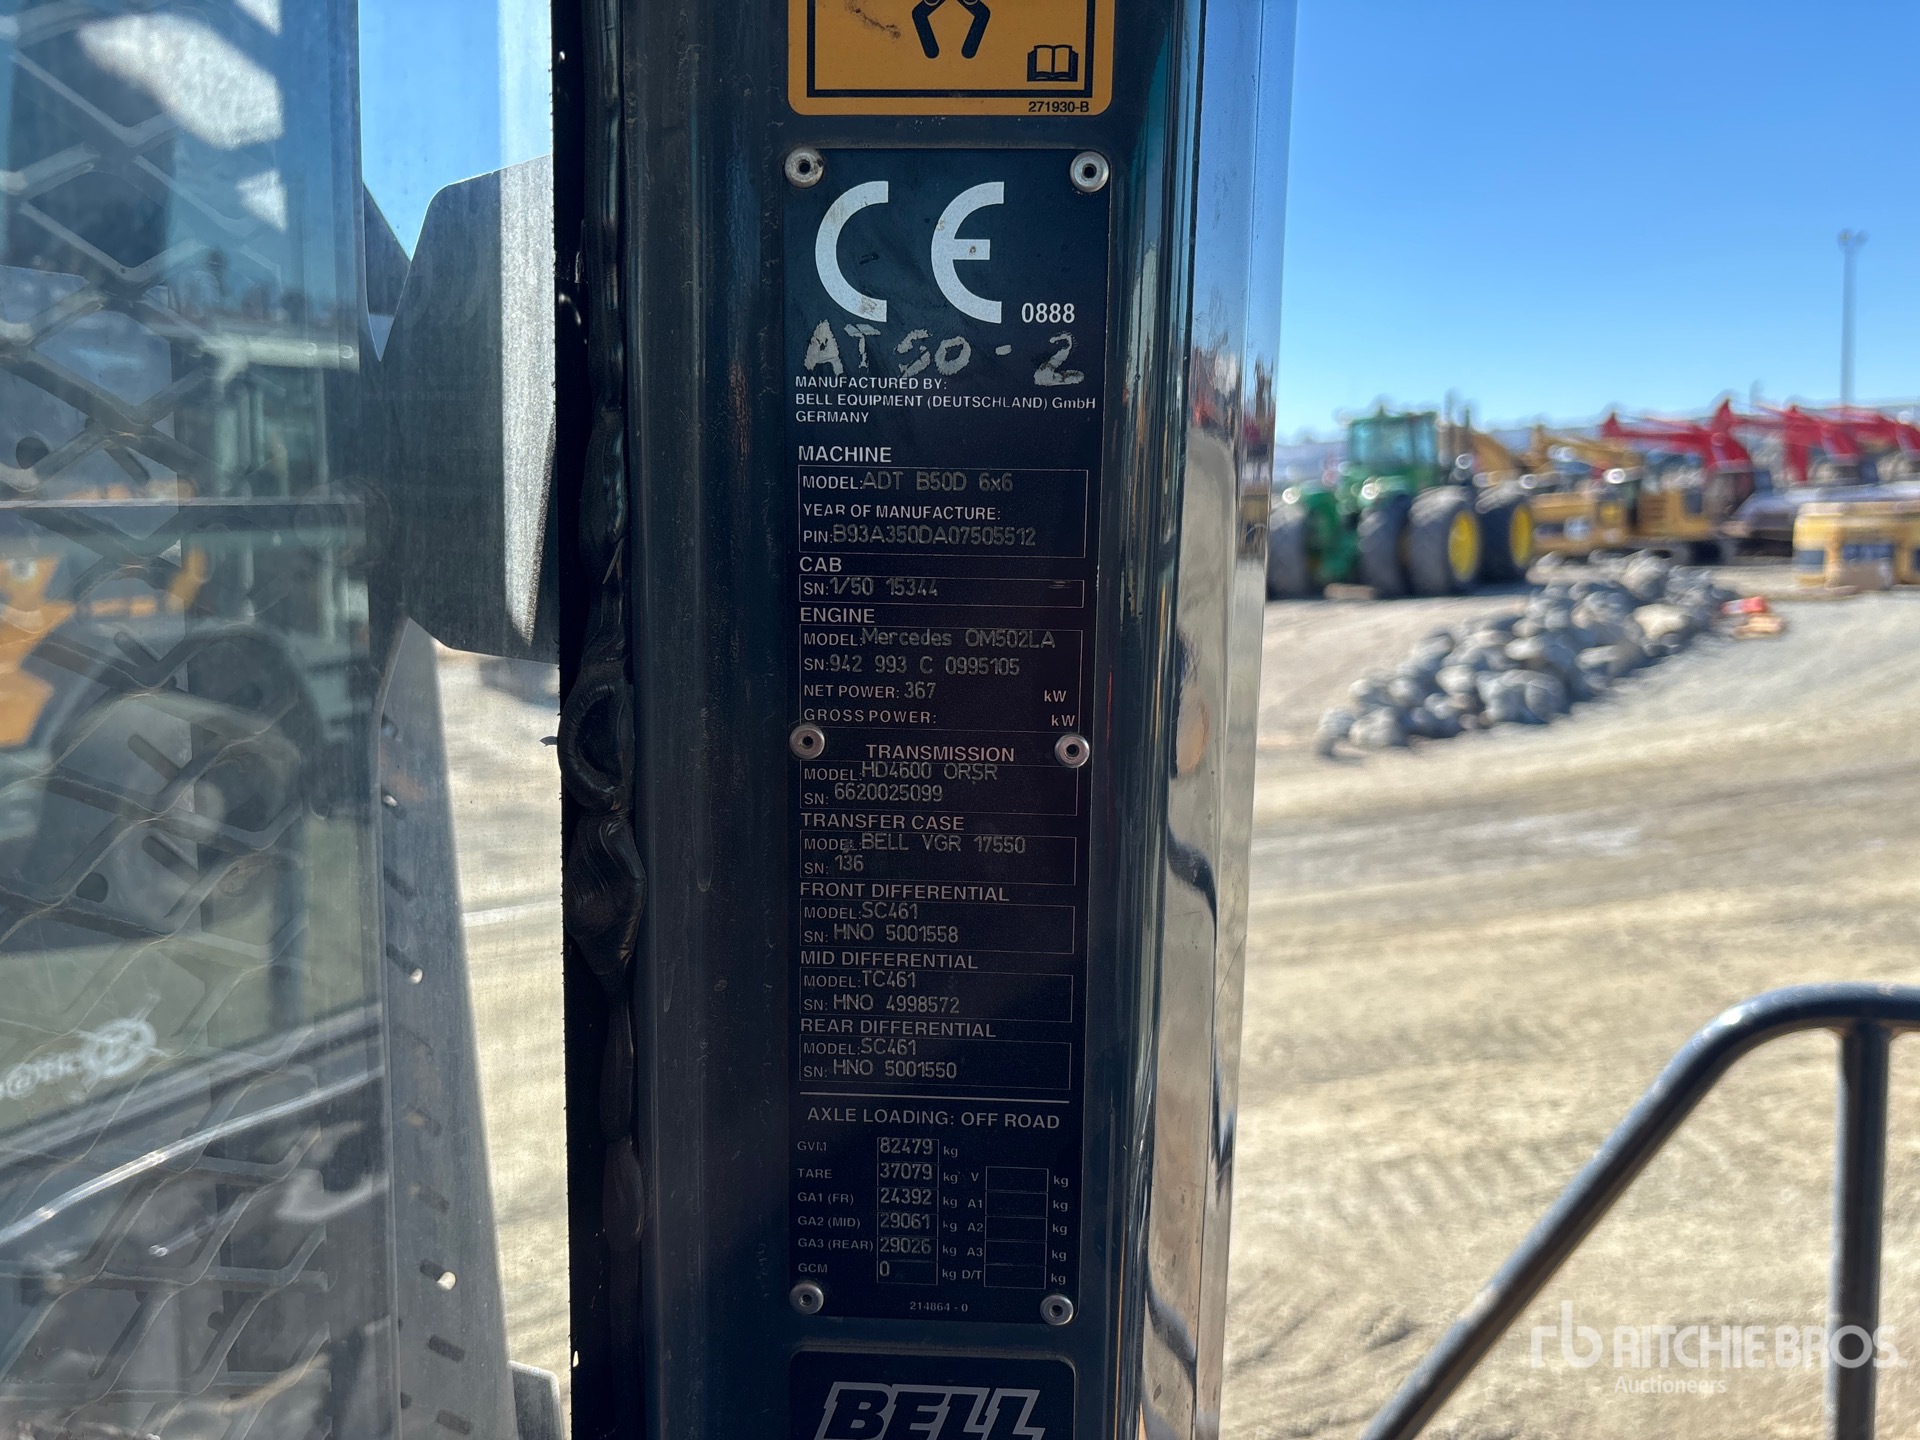 271930-B
CE 0888
AT50-2
MANUFACTURED BY:
BELL EQUIPMENT (DEUTSCHLAND) GmbH
GERMANY
MACHINE
MODEL: ADT B50D 6x6
YEAR OF MANUFACTURE:
PIN: B93A350DA07505512
CAB
SN: 1/50 15344
ENGINE
MODEL: Mercedes OM502LA
SN: 942 993 C 0995105
NET POWER: 367 kW
GROSS POWER: kW
TRANSMISSION
MODEL: HD4600 ORSR
SN: 6620025099
TRANSFER CASE
MODEL: BELL VGR 17550
SN: 136
FRONT DIFFERENTIAL
MODEL: SC461
SN: HNO 5001558
MID DIFFERENTIAL
MODEL: TC461
SN: HNO 4998572
REAR DIFFERENTIAL
MODEL: SC461
SN: HNO 5001550
AXLE LOADING: OFF ROAD
GVM 82479 kg
TARE 37079 kg V kg
GA1 (FR) 24392 kg A1 kg
GA2 (MID) 29061 kg A2 kg
GA3 (REAR) 29026 kg A3 kg
GCM 0 kg D/T kg
214864 - 0
BELL
rb RITCHIE BROS.
Auctioneers